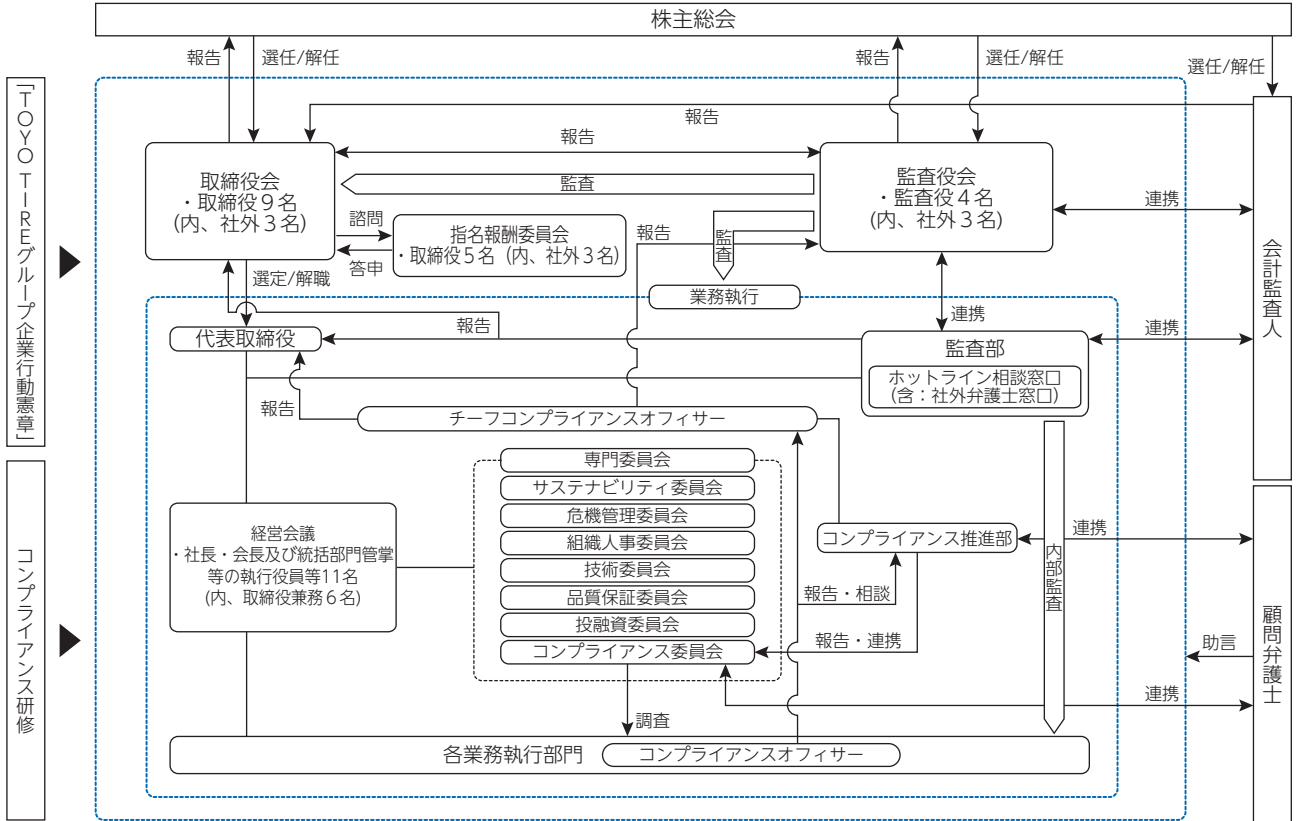 株主総会
報告
選任/解任
報告
選任/解任
選任/解任
「TOYO TIREグループ企業行動憲章」
コンプライアンス研修
報告
報告
監査
取締役会
・取締役９名
(内、社外３名)
監査役会
・監査役４名
(内、社外３名)
連携
会計監査人
諮問
答申
指名報酬委員会
・取締役５名 (内、社外３名)
報告
監査
業務執行
選定/解職
連携
代表取締役
報告
監査部
ホットライン相談窓口
(含：社外弁護士窓口)
連携
報告
チーフコンプライアンスオフィサー
専門委員会
サステナビリティ委員会
危機管理委員会
組織人事委員会
技術委員会
品質保証委員会
投融資委員会
コンプライアンス委員会
経営会議
・社長・会長及び統括部門管掌
等の執行役員等11名
(内、取締役兼務６名)
コンプライアンス推進部
内部監査
連携
報告・相談
報告・連携
助言
連携
顧問弁護士
調査
各業務執行部門
コンプライアンスオフィサー